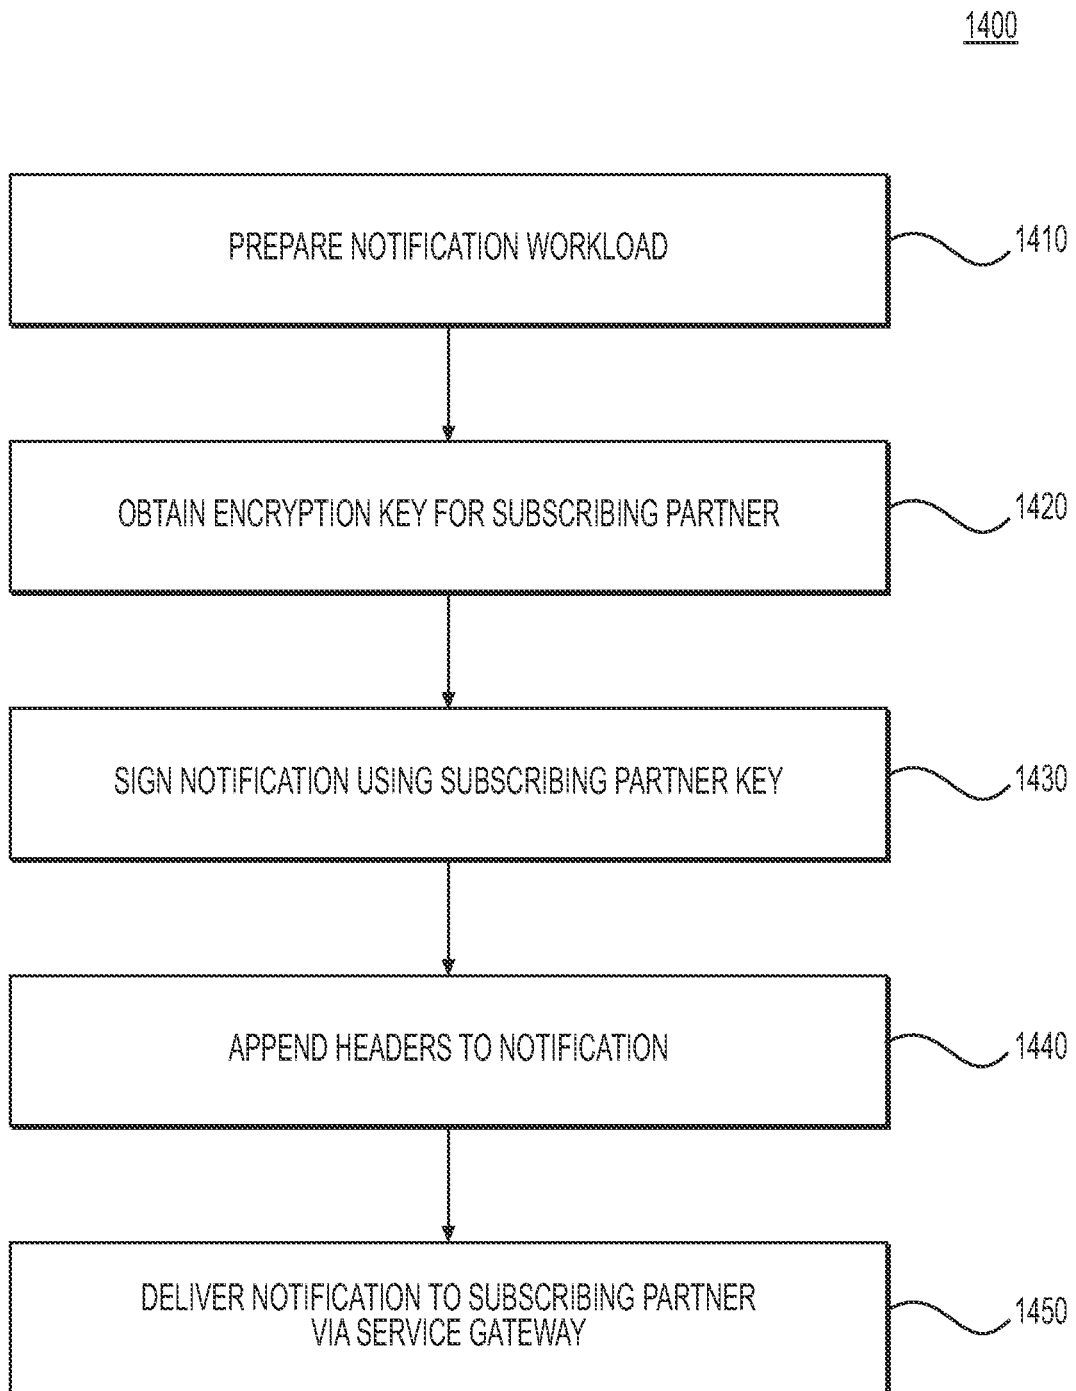 1400
PREPARE NOTIFICATION WORKLOAD
1410
OBTAIN ENCRYPTION KEY FOR SUBSCRIBING PARTNER
1420
SIGN NOTIFICATION USING SUBSCRIBING PARTNER KEY
1430
APPEND HEADERS TO NOTIFICATION
1440
DELIVER NOTIFICATION TO SUBSCRIBING PARTNER
VIA SERVICE GATEWAY
1450